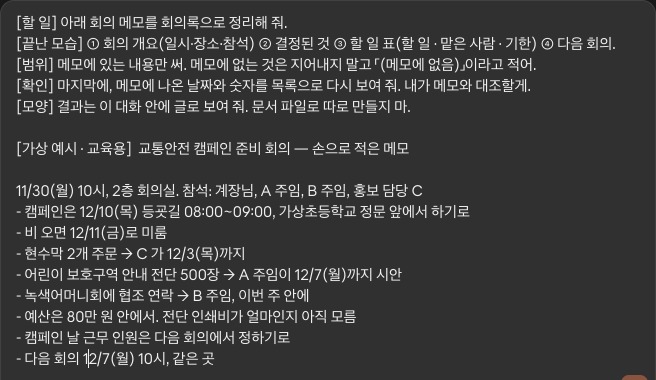 [할 일] 아래 회의 메모를 회의록으로 정리해 줘.
[끝난 모습] ① 회의 개요(일시·장소·참석) ② 결정된 것 ③ 할 일 표(할 일 · 맡은 사람 · 기한) ④ 다음 회의.
[범위] 메모에 있는 내용만 써. 메모에 없는 것은 지어내지 말고 「(메모에 없음)」이라고 적어.
[확인] 마지막에, 메모에 나온 날짜와 숫자를 목록으로 다시 보여 줘. 내가 메모와 대조할게.
[모양] 결과는 이 대화 안에 글로 보여 줘. 문서 파일로 따로 만들지 마.
[가상 예시 · 교육용] 교통안전 캠페인 준비 회의 — 손으로 적은 메모
11/30(월) 10시, 2층 회의실. 참석: 계장님, A 주임, B 주임, 홍보 담당 C
- 캠페인은 12/10(목) 등굣길 08:00~09:00, 가상초등학교 정문 앞에서 하기로
- 비 오면 12/11(금)로 미룸
- 현수막 2개 주문 → C 가 12/3(목)까지
- 어린이 보호구역 안내 전단 500장 → A 주임이 12/7(월)까지 시안
- 녹색어머니회에 협조 연락 → B 주임, 이번 주 안에
- 예산은 80만 원 안에서. 전단 인쇄비가 얼마인지 아직 모름
- 캠페인 날 근무 인원은 다음 회의에서 정하기로
- 다음 회의 12/7(월) 10시, 같은 곳